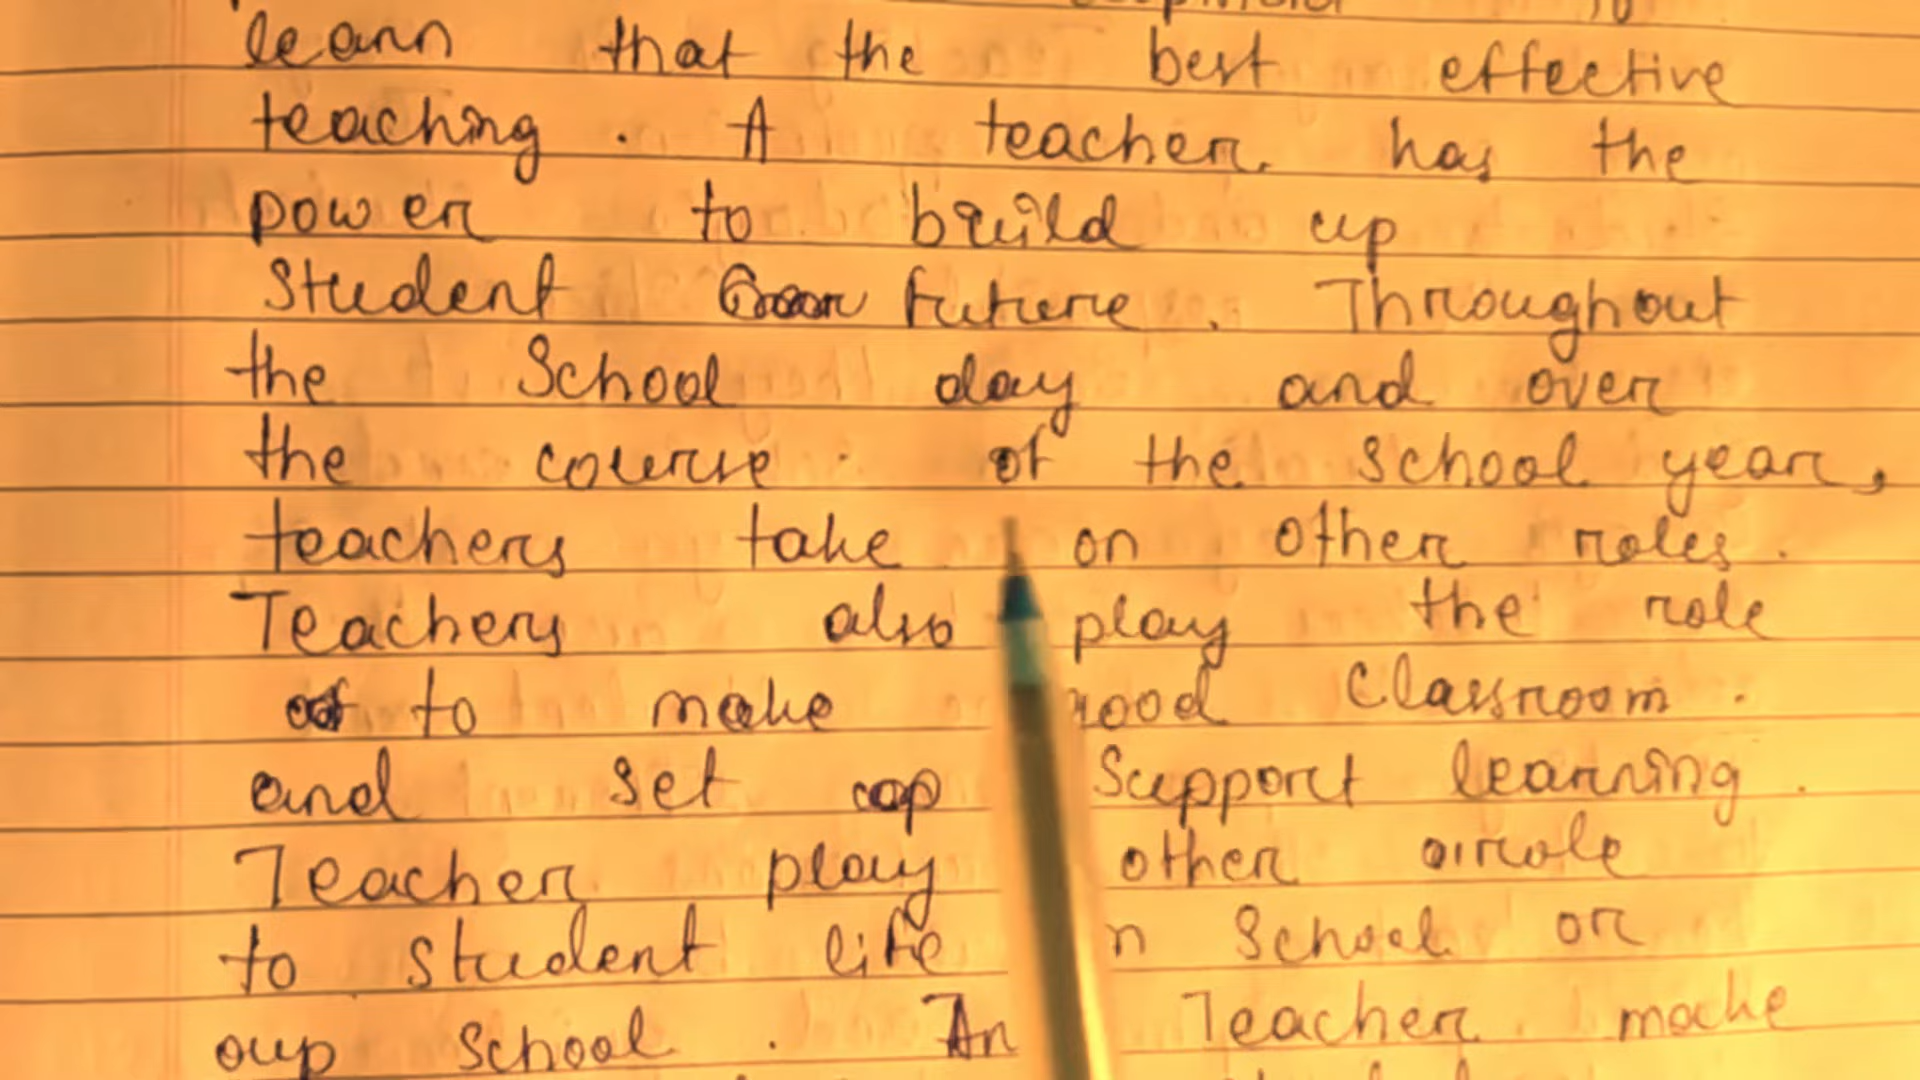 learn that the best effective
teaching . A teacher has the
power to build up
Student future . Throughout
the School day and over
the course of the school year,
teachers take on other roles .
Teachers also play the role
to make classroom .
and set up Support learning .
Teacher play other
to student life School or
oup school . An Teacher make